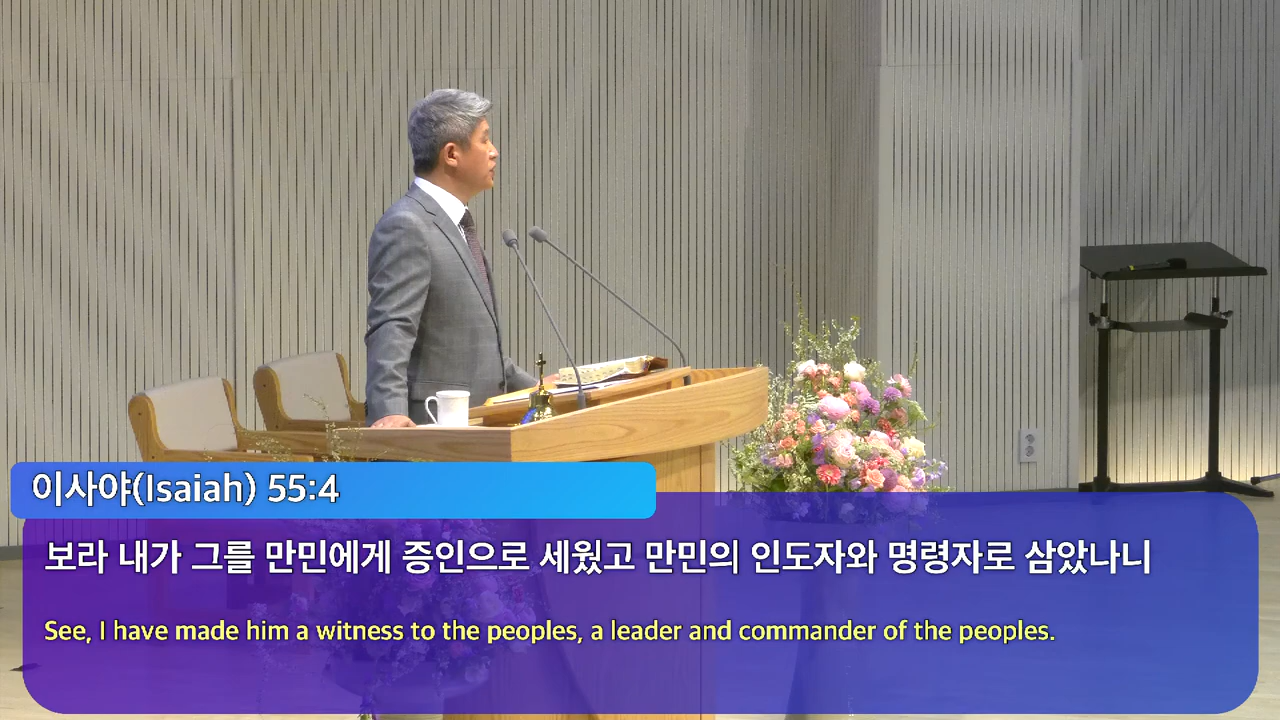 이사야(Isaiah) 55:4
보라 내가 그를 만민에게 증인으로 세웠고 만민의 인도자와 명령자로 삼았나니
See, I have made him a witness to the peoples, a leader and commander of the peoples.